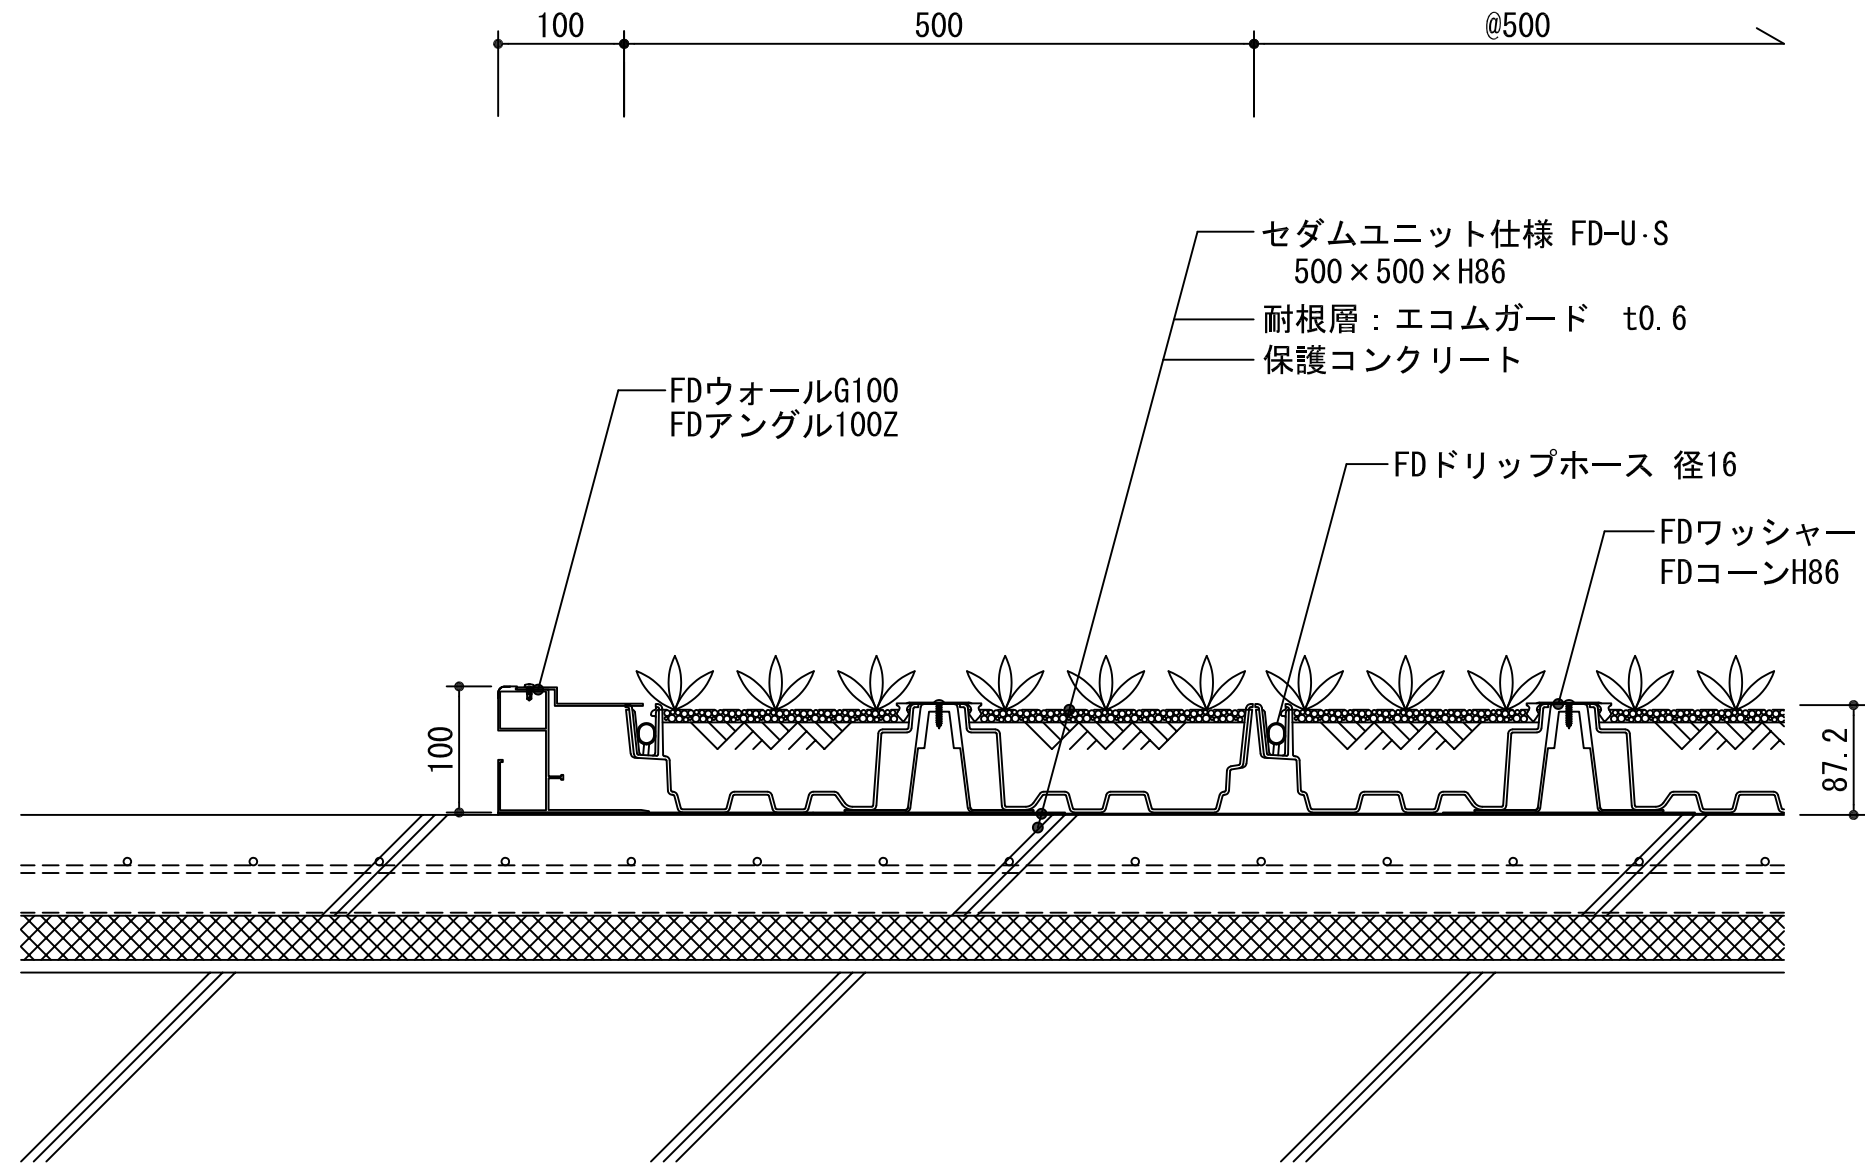 100
500
@500
セダムユニット仕様 FD-U·S
500×500×H86
耐根層：エコムガード　t0.6
保護コンクリート
FDウォールG100
FDアングル100Z
FDドリップホース 径16
FDワッシャー
FDコーンH86
100
87.2